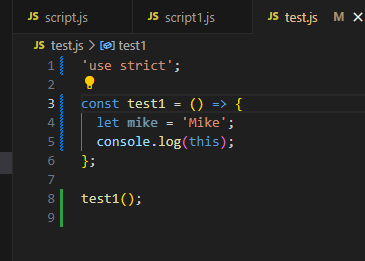 JS script.js JS script1.js JS test.js M ×
JS test.js > test1
1 'use strict';
2
3 const test1 = () => {
4 let mike = 'Mike';
5 console.log(this);
6 };
7
8 test1();
9